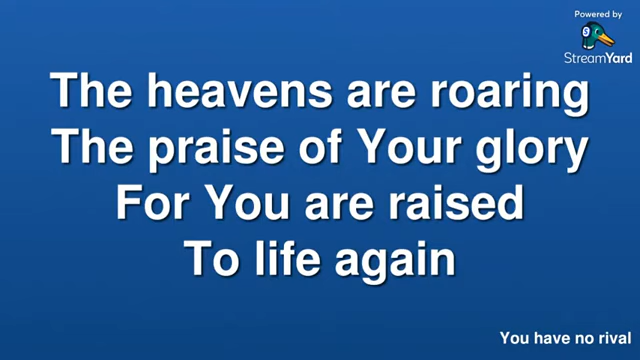 Powered by
StreamYard
The heavens are roaring
The praise of Your glory
For You are raised
To life again
You have no rival